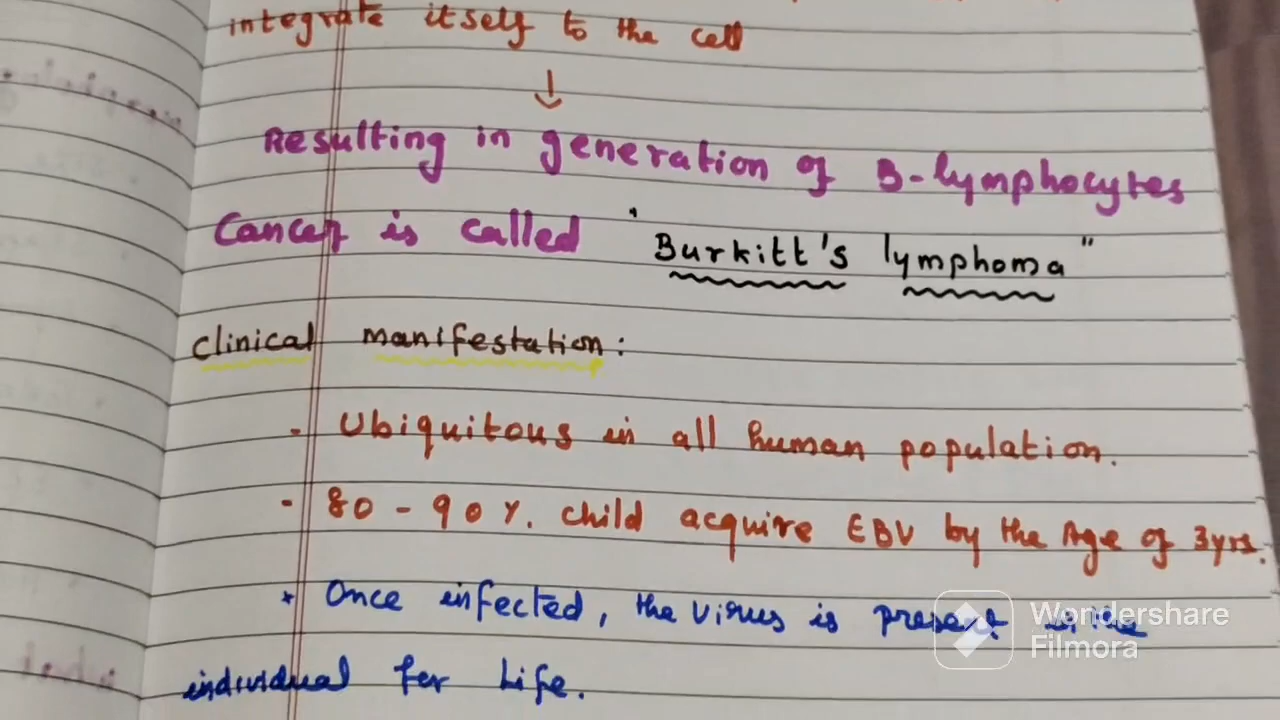 integrate itself to the cell
↓
Resulting in generation of B-lymphocytes
Cancer is called "Burkitt's lymphoma"
Clinical manifestation:
- Ubiquitous in all human population.
- 80-90%. child acquire EBV by the Age of 3yrs.
* Once infected, the virus is present in the
individual for Life.
Wondershare
Filmora